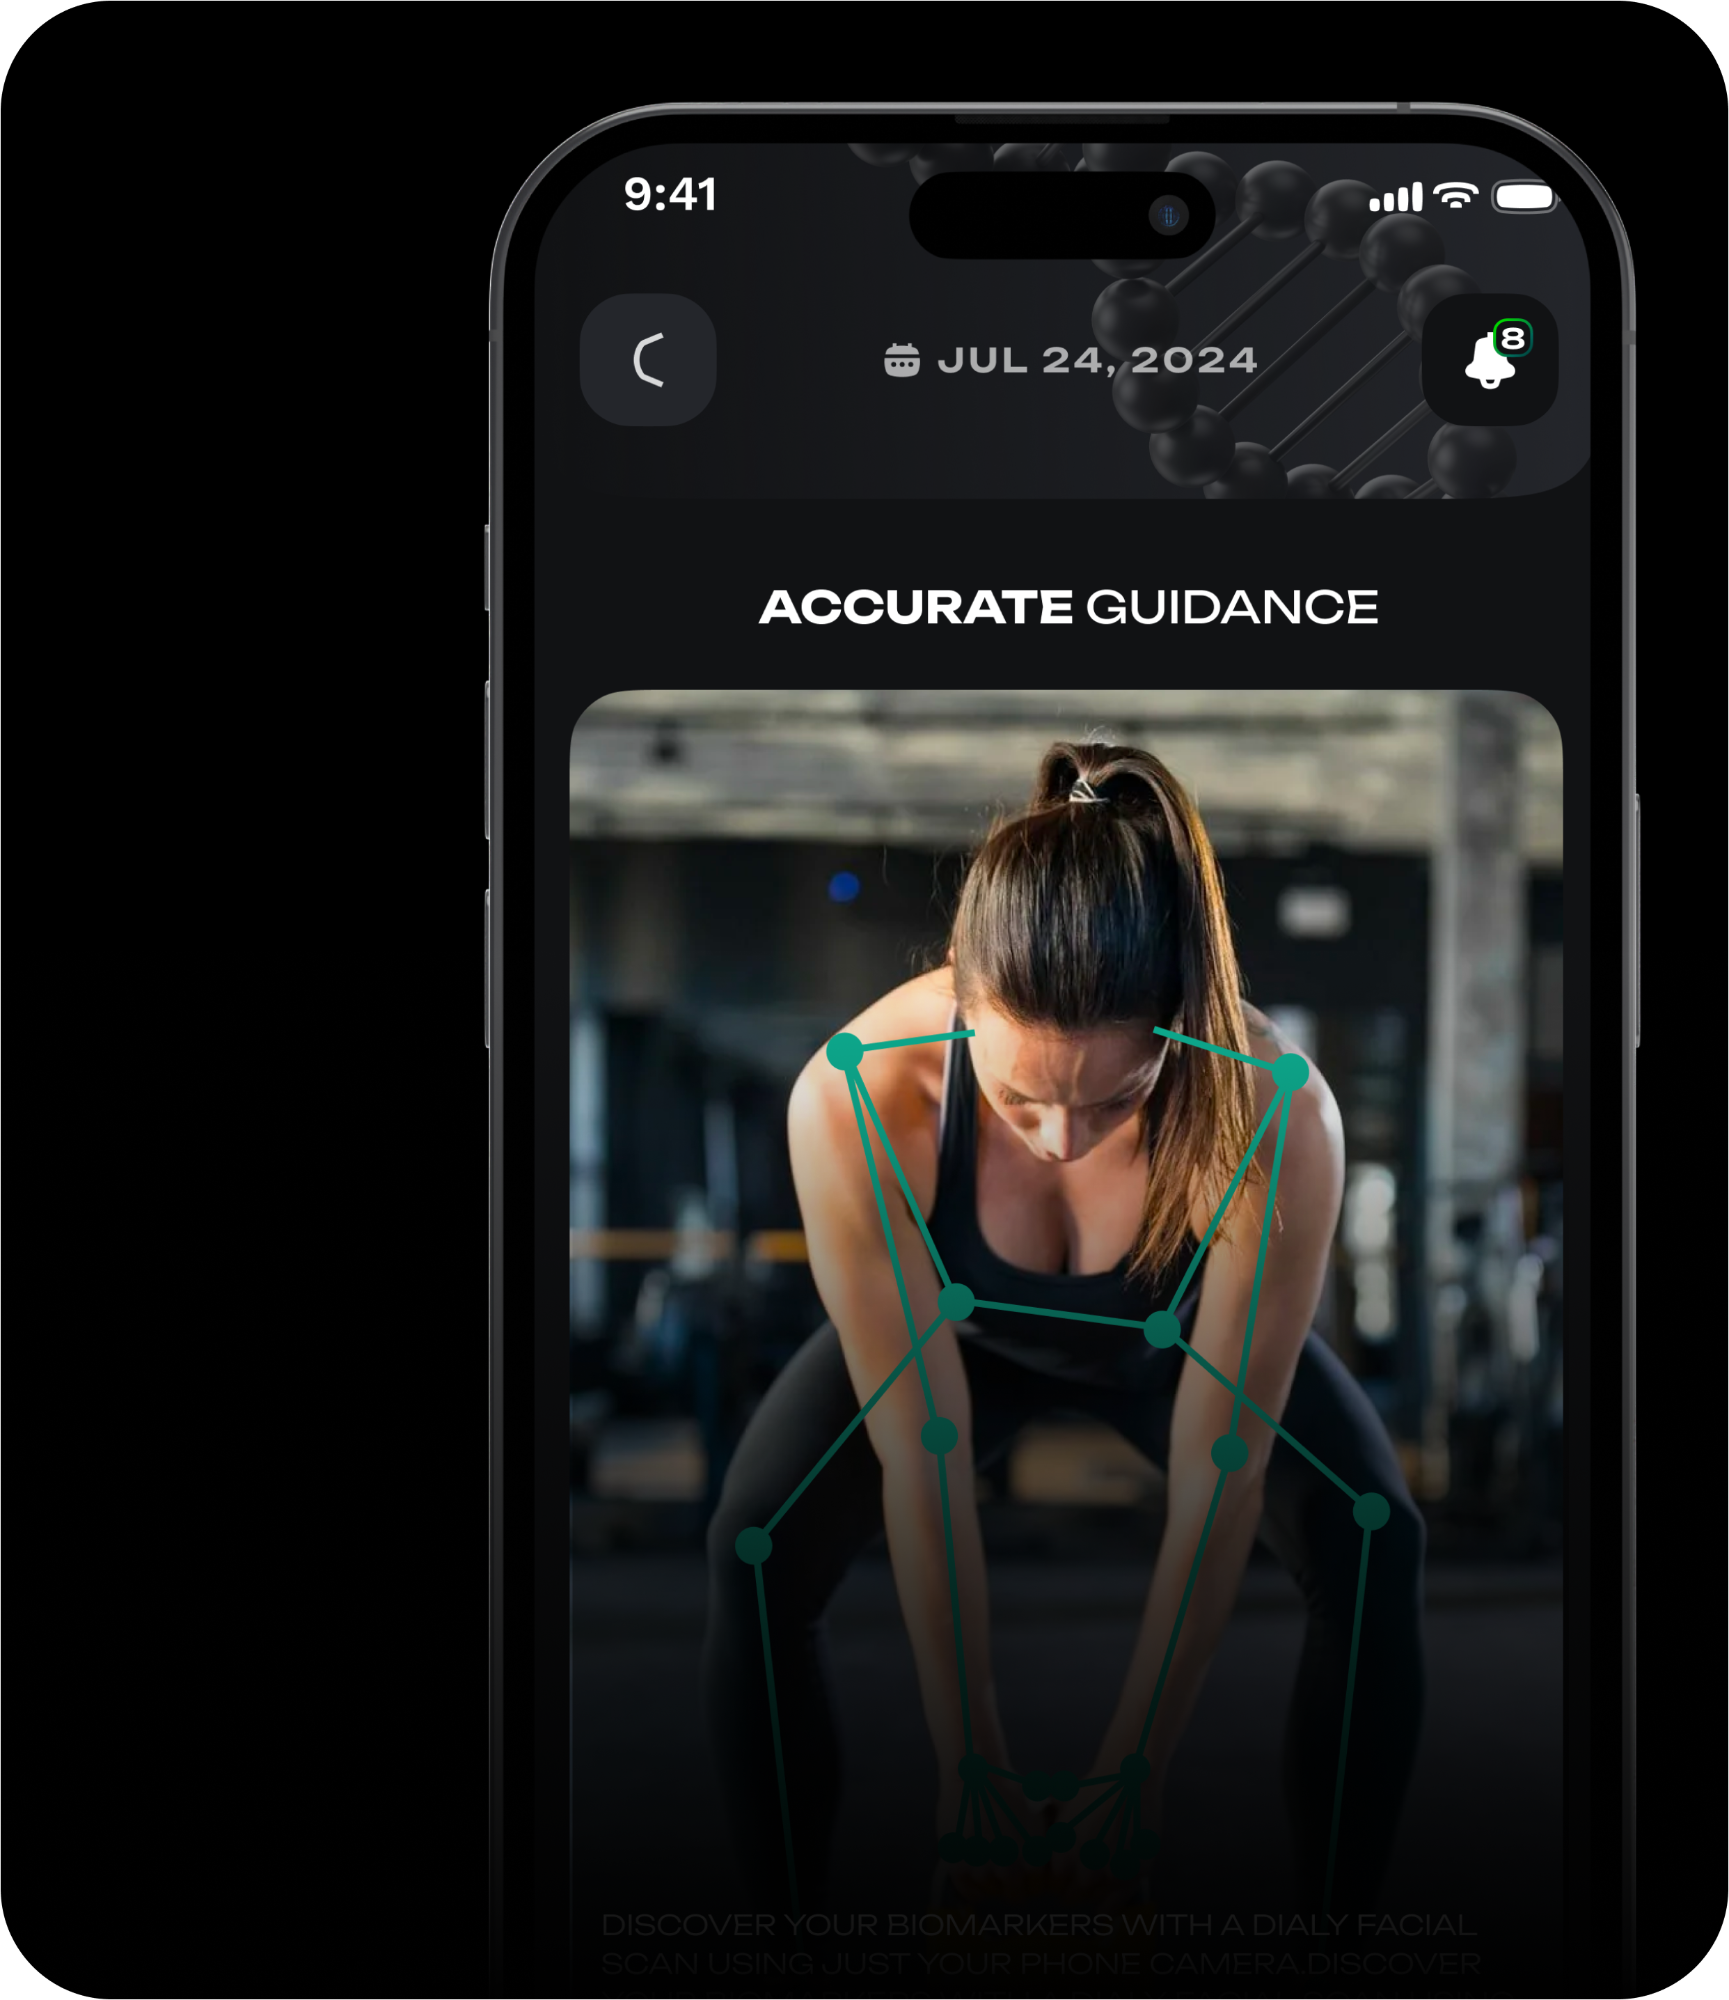 9:41
JUL 24, 2024
8
ACCURATE GUIDANCE
DISCOVER YOUR BIOMARKERS WITH A DIALY FACIAL
SCAN USING JUST YOUR PHONE CAMERA.DISCOVER